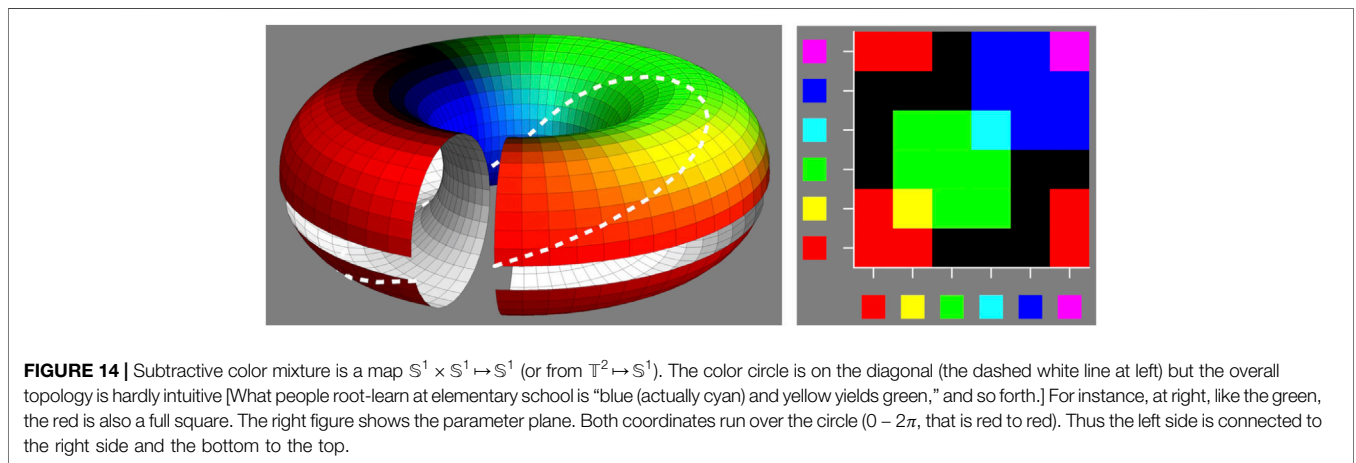 FIGURE 14 | Subtractive color mixture is a map 𝕊¹ × 𝕊¹ ↦ 𝕊¹ (or from 𝕋² ↦ 𝕊¹). The color circle is on the diagonal (the dashed white line at left) but the overall
topology is hardly intuitive [What people root-learn at elementary school is “blue (actually cyan) and yellow yields green,” and so forth.] For instance, at right, like the green,
the red is also a full square. The right figure shows the parameter plane. Both coordinates run over the circle (0 – 2π, that is red to red). Thus the left side is connected to
the right side and the bottom to the top.